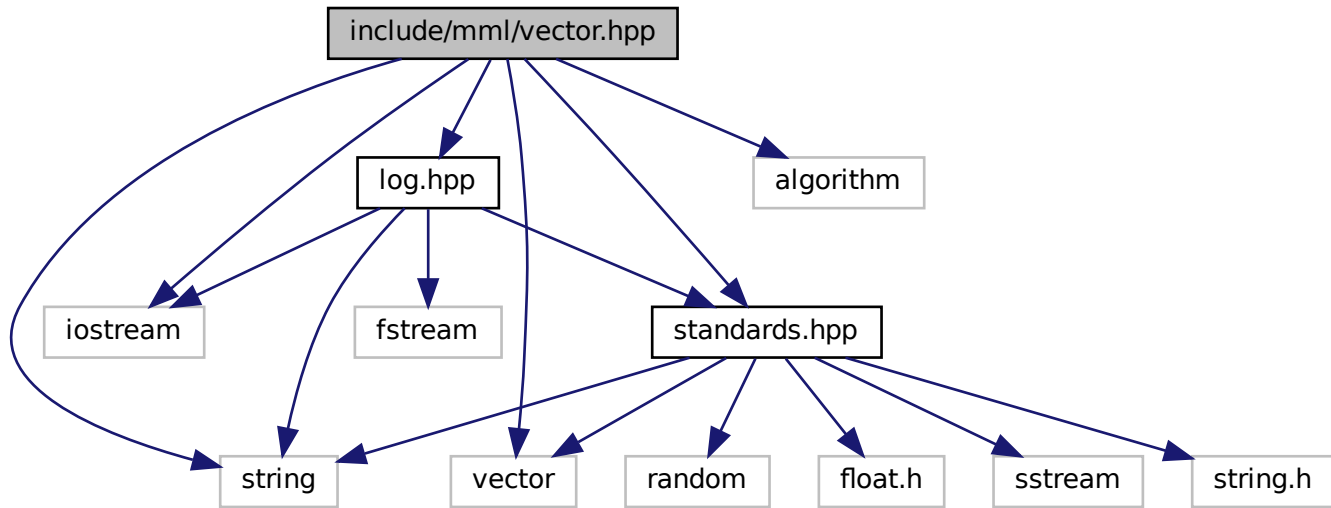 include/mml/vector.hpp
log.hpp
algorithm
iostream
fstream
standards.hpp
string
vector
random
float.h
sstream
string.h